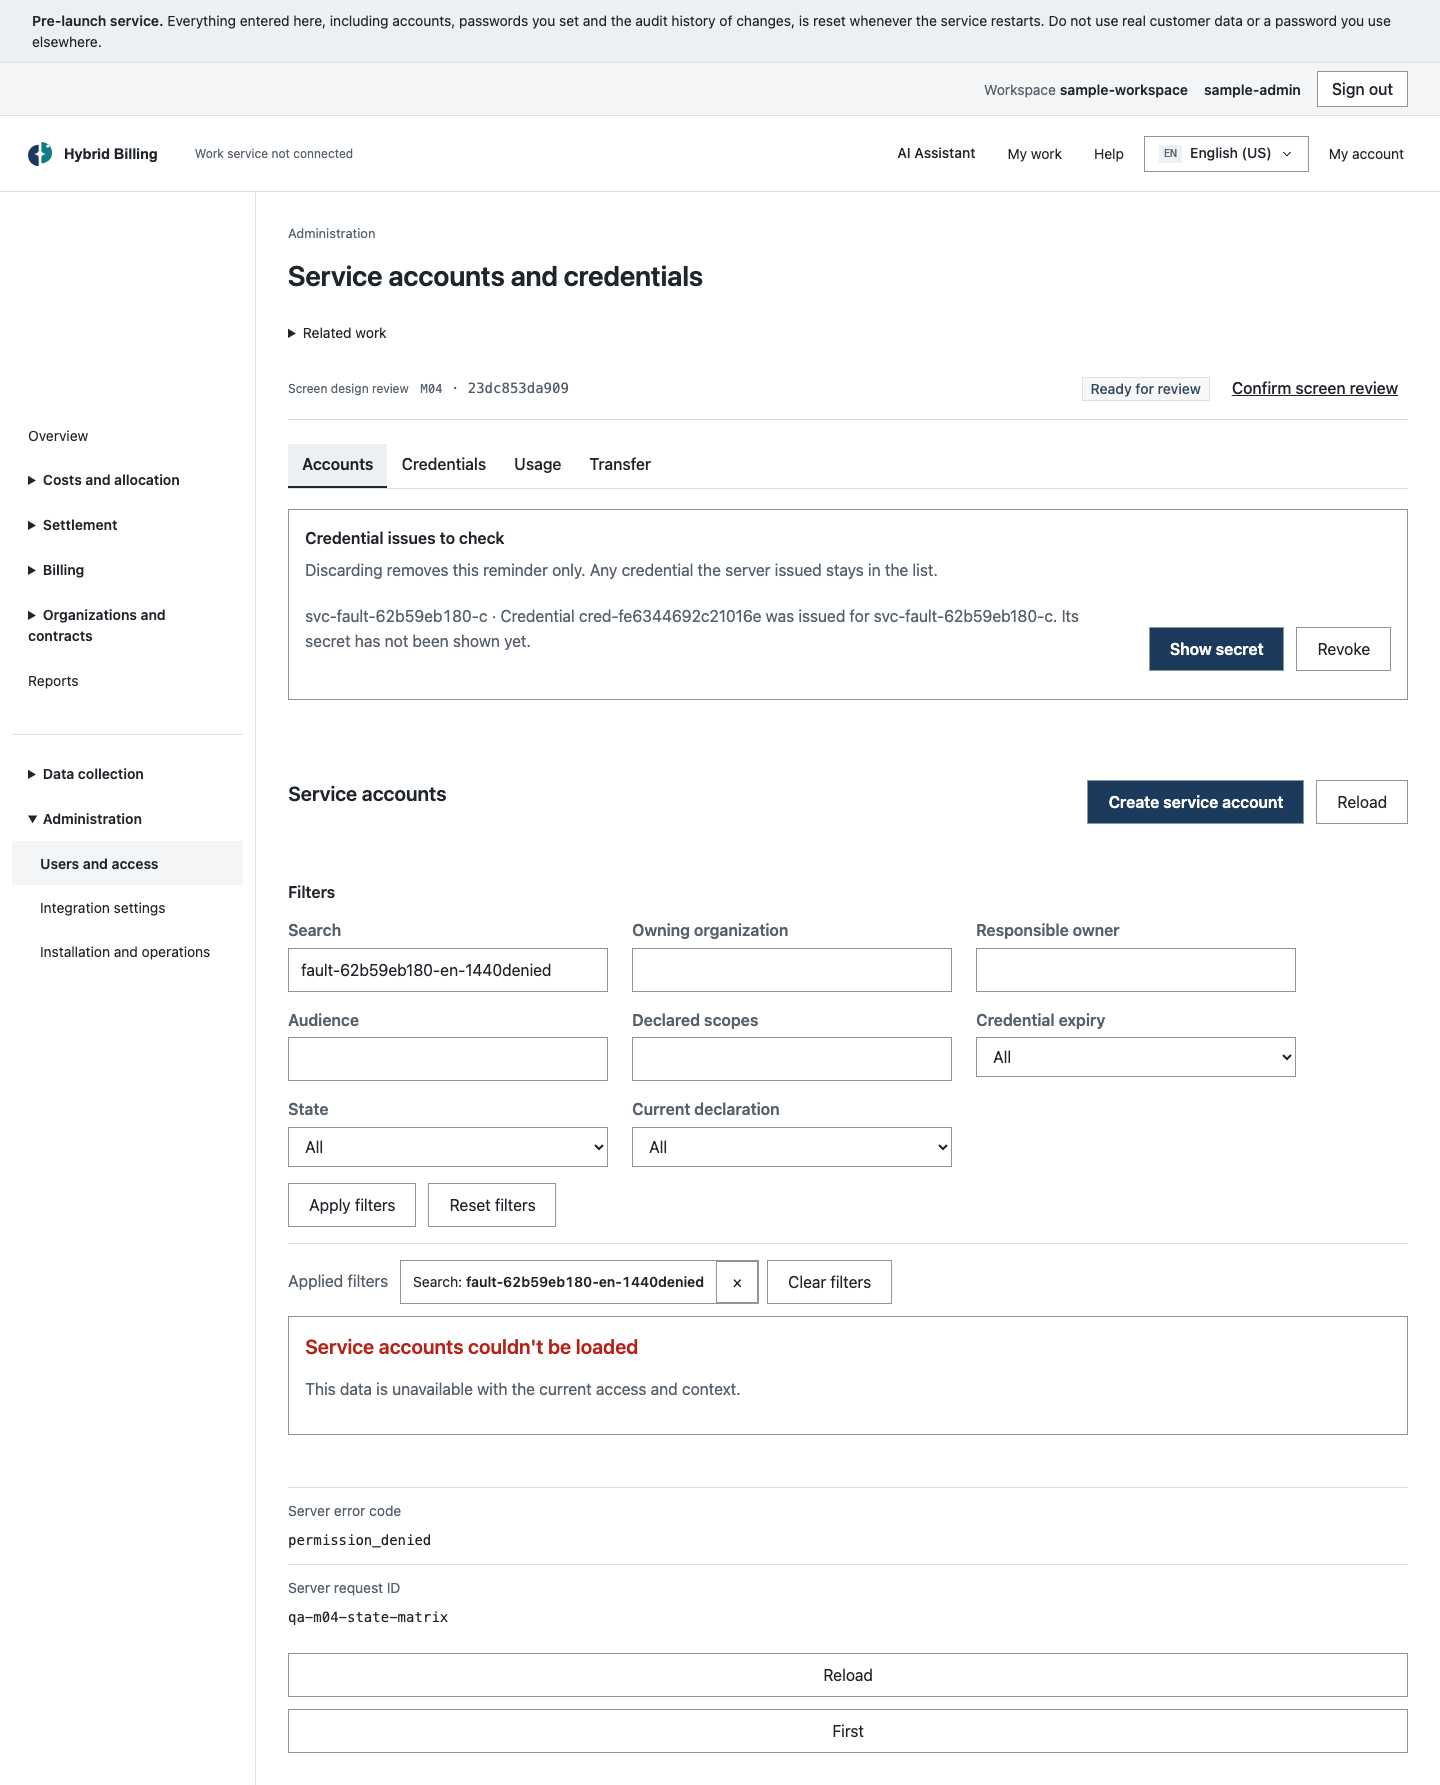 Pre-launch service. Everything entered here, including accounts, passwords you set and the audit history of changes, is reset whenever the service restarts. Do not use real customer data or a password you use
elsewhere.
Workspace sample-workspace sample-admin Sign out
Hybrid Billing Work service not connected AI Assistant My work Help EN English (US) My account
Administration
Service accounts and credentials
Related work
Screen design review M04 · 23dc853da909 Ready for review Confirm screen review
Overview
Costs and allocation
Settlement
Billing
Organizations and
contracts
Reports
Data collection
Administration
Users and access
Integration settings
Installation and operations
Accounts Credentials Usage Transfer
Credential issues to check
Discarding removes this reminder only. Any credential the server issued stays in the list.
svc-fault-62b59eb180-c · Credential cred-fe6344692c21016e was issued for svc-fault-62b59eb180-c. Its
secret has not been shown yet.
Show secret Revoke
Service accounts Create service account Reload
Filters
Search Owning organization Responsible owner
fault-62b59eb180-en-1440denied
Audience Declared scopes Credential expiry
All
State Current declaration
All All
Apply filters Reset filters
Applied filters Search: fault-62b59eb180-en-1440denied × Clear filters
Service accounts couldn't be loaded
This data is unavailable with the current access and context.
Server error code
permission_denied
Server request ID
qa-m04-state-matrix
Reload
First